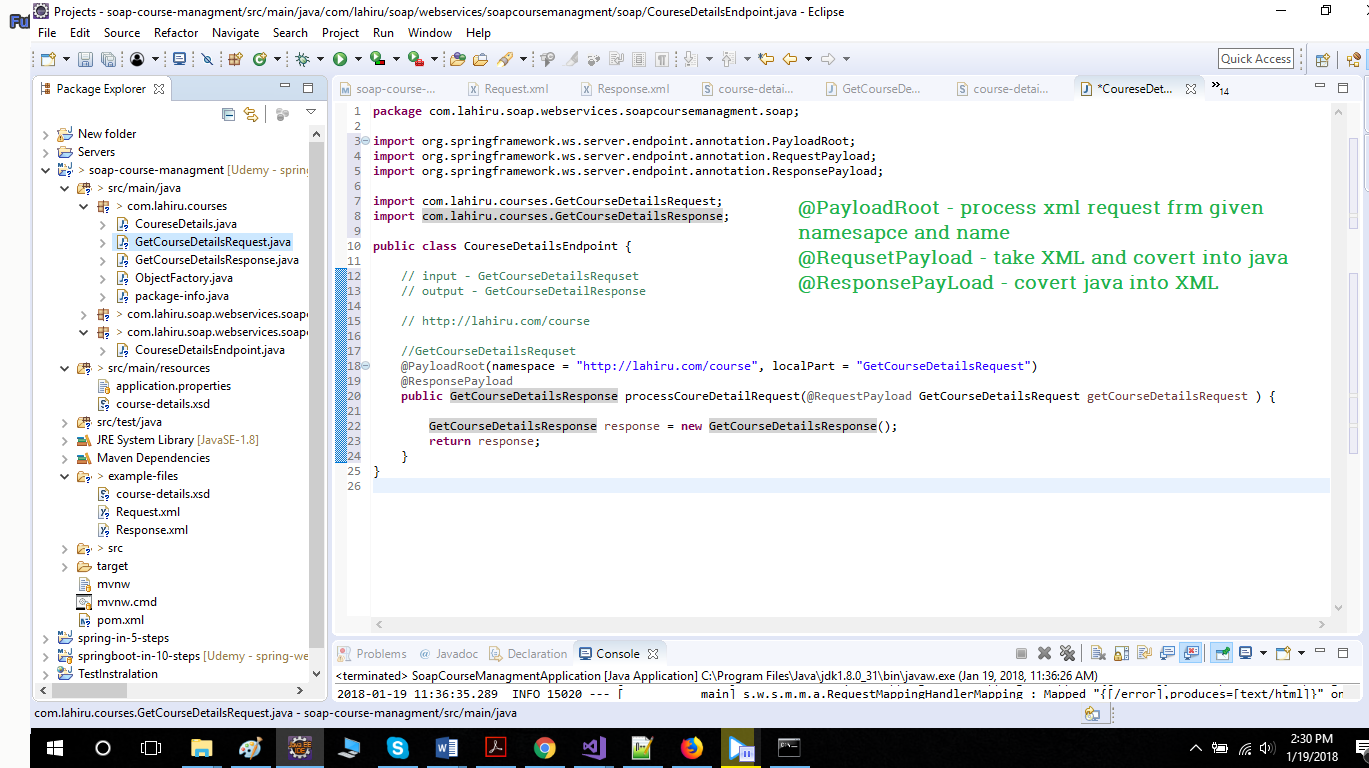 Fu
Projects - soap-course-managment/src/main/java/com/lahiru/soap/webservices/soapcoursemanagment/soap/CoureseDetailsEndpoint.java - Eclipse
File Edit Source Refactor Navigate Search Project Run Window Help
Quick Access
Package Explorer
New folder
Servers
> soap-course-managment [Udemy - spring
> src/main/java
> com.lahiru.courses
CoureseDetails.java
GetCourseDetailsRequest.java
GetCourseDetailsResponse.java
ObjectFactory.java
package-info.java
> com.lahiru.soap.webservices.soapc
> com.lahiru.soap.webservices.soapc
CoureseDetailsEndpoint.java
> src/main/resources
application.properties
course-details.xsd
src/test/java
JRE System Library [JavaSE-1.8]
Maven Dependencies
> example-files
course-details.xsd
Request.xml
Response.xml
> src
target
mvnw
mvnw.cmd
pom.xml
spring-in-5-steps
springboot-in-10-steps [Udemy - spring-we
TestInstralation
soap-course-... Request.xml Response.xml course-detai... GetCourseDe... course-detai... *CoureseDet... »14
1 package com.lahiru.soap.webservices.soapcoursemanagment.soap;
2
3 import org.springframework.ws.server.endpoint.annotation.PayloadRoot;
4 import org.springframework.ws.server.endpoint.annotation.RequestPayload;
5 import org.springframework.ws.server.endpoint.annotation.ResponsePayload;
6
7 import com.lahiru.courses.GetCourseDetailsRequest;
8 import com.lahiru.courses.GetCourseDetailsResponse;
9
10 public class CoureseDetailsEndpoint {
11
12 // input - GetCourseDetailsRequset
13 // output - GetCourseDetailResponse
14
15 // http://lahiru.com/course
16
17 //GetCourseDetailsRequset
18 @PayloadRoot(namespace = "http://lahiru.com/course", localPart = "GetCourseDetailsRequest")
19 @ResponsePayload
20 public GetCourseDetailsResponse processCoureDetailRequest(@RequestPayload GetCourseDetailsRequest getCourseDetailsRequest ) {
21
22 GetCourseDetailsResponse response = new GetCourseDetailsResponse();
23 return response;
24 }
25 }
26
@PayloadRoot - process xml request frm given
namesapce and name
@RequsetPayload - take XML and covert into java
@ResponsePayLoad - covert java into XML
Problems @ Javadoc Declaration Console
<terminated> SoapCourseManagmentApplication [Java Application] C:\Program Files\Java\jdk1.8.0_31\bin\javaw.exe (Jan 19, 2018, 11:36:26 AM)
2018-01-19 11:36:35.289 INFO 15020 --- [ main] s.w.s.m.m.a.RequestMappingHandlerMapping : Mapped "{[/error],produces=[text/html]}" on
com.lahiru.courses.GetCourseDetailsRequest.java - soap-course-managment/src/main/java
2:30 PM
1/19/2018